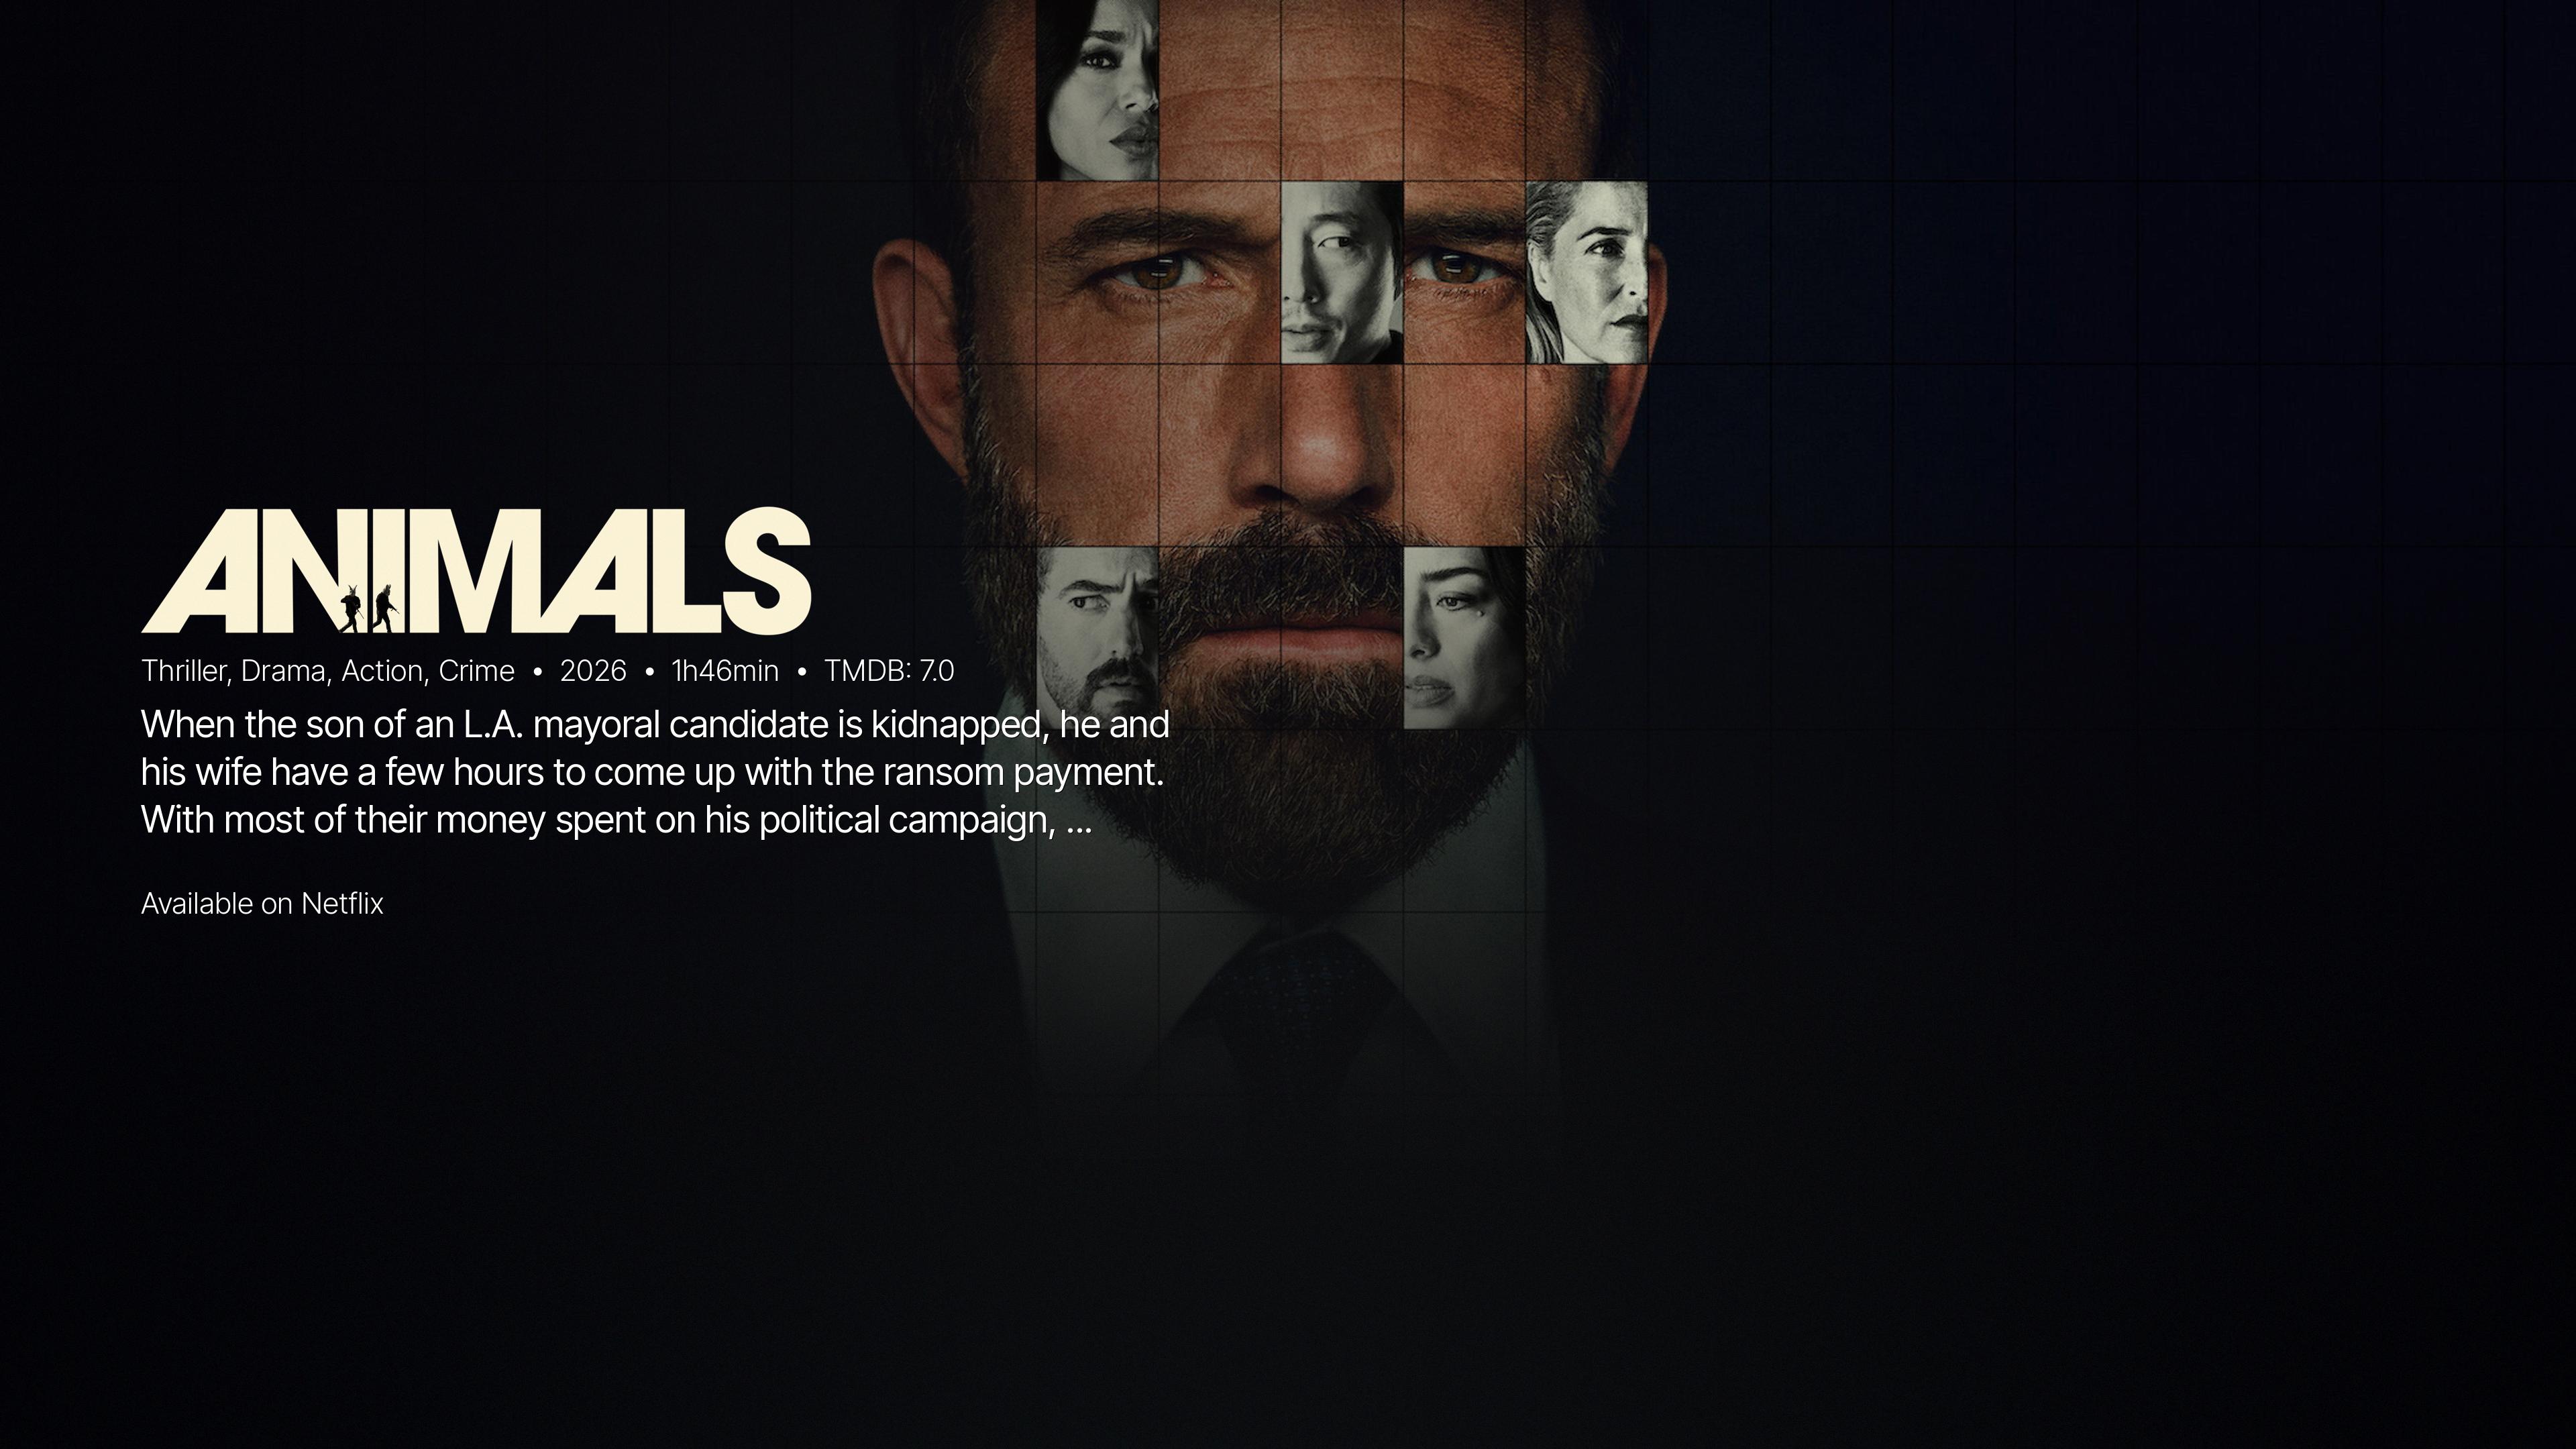 ANIMALS
Thriller, Drama, Action, Crime • 2026 • 1h46min • TMDB: 7.0
When the son of an L.A. mayoral candidate is kidnapped, he and
his wife have a few hours to come up with the ransom payment.
With most of their money spent on his political campaign, ...
Available on Netflix